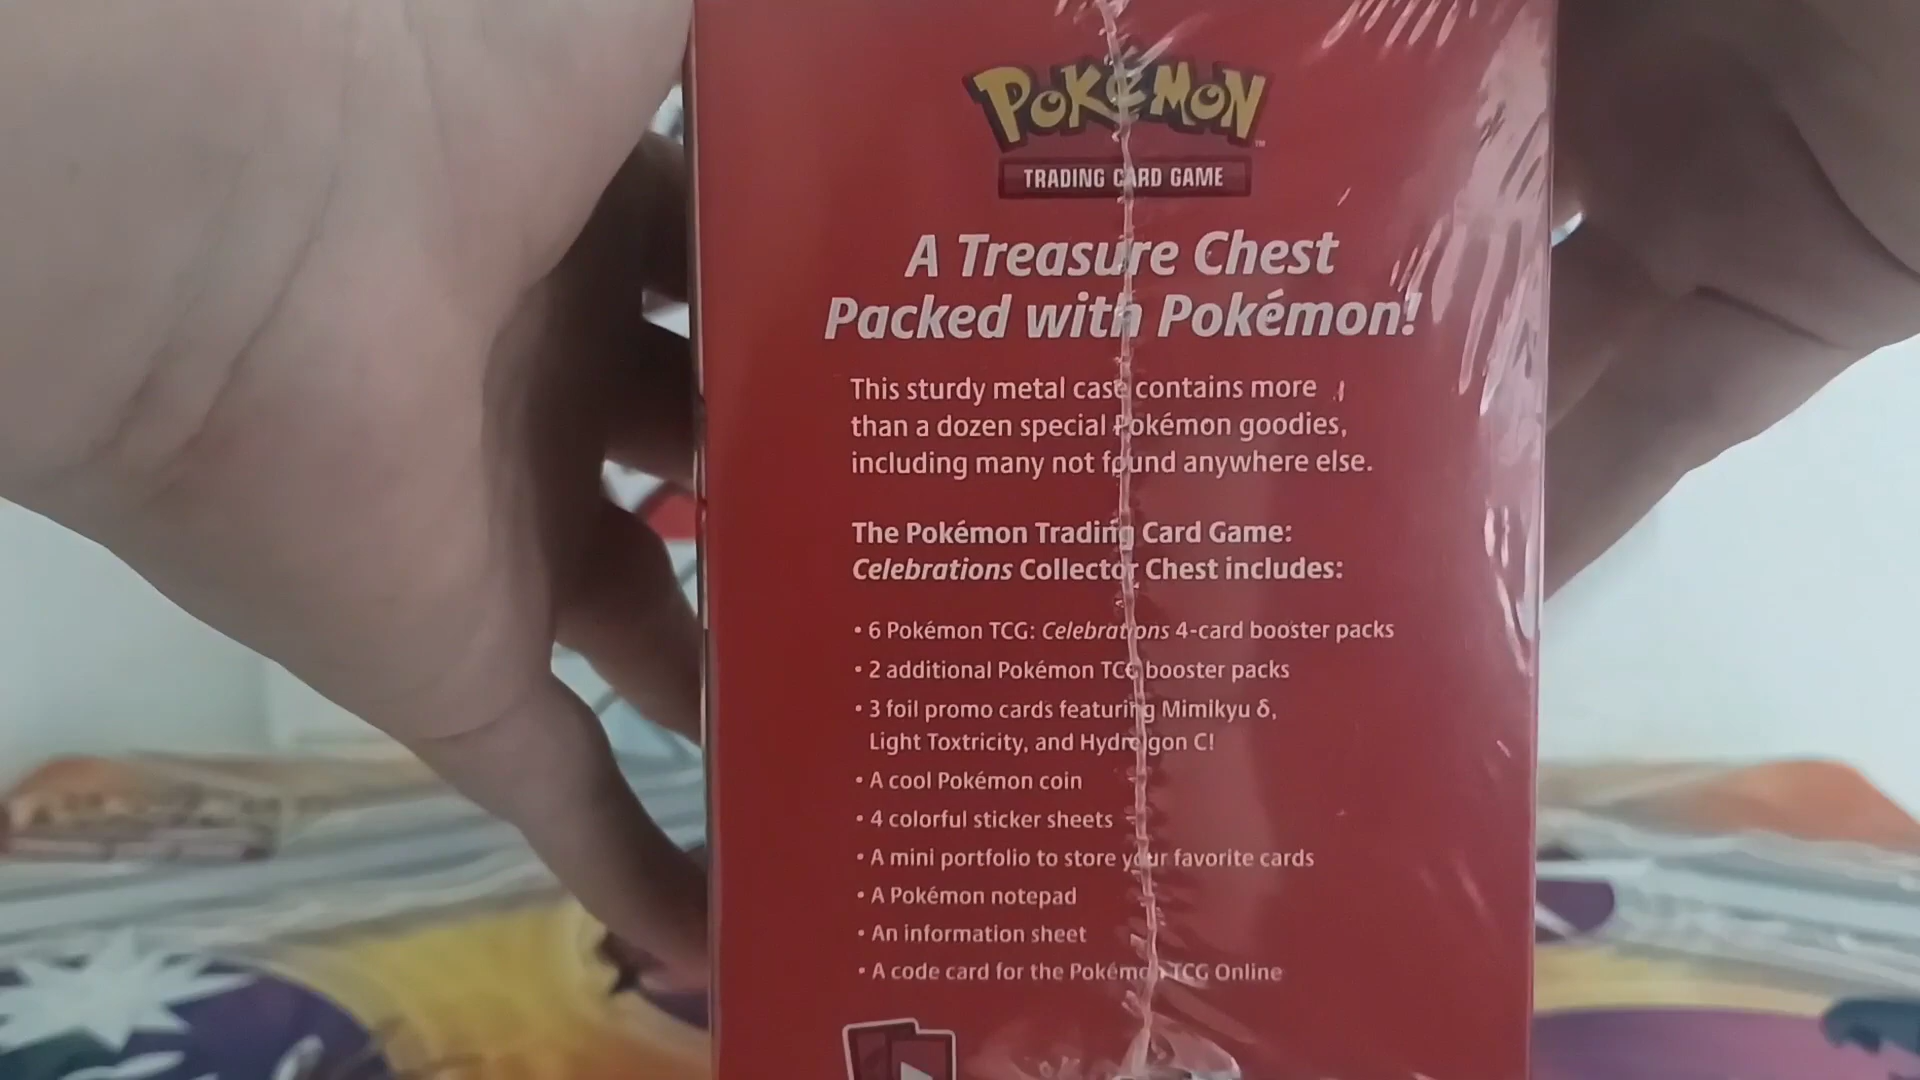 POKéMON
TRADING CARD GAME
A Treasure Chest
Packed with Pokémon!
This sturdy metal case contains more
than a dozen special Pokémon goodies,
including many not found anywhere else.
The Pokémon Trading Card Game:
Celebrations Collector Chest includes:
• 6 Pokémon TCG: Celebrations 4-card booster packs
• 2 additional Pokémon TCG booster packs
• 3 foil promo cards featuring Mimikyu δ,
Light Toxtricity, and Hydreigon C!
• A cool Pokémon coin
• 4 colorful sticker sheets
• A mini portfolio to store your favorite cards
• A Pokémon notepad
• An information sheet
• A code card for the Pokémon TCG Online